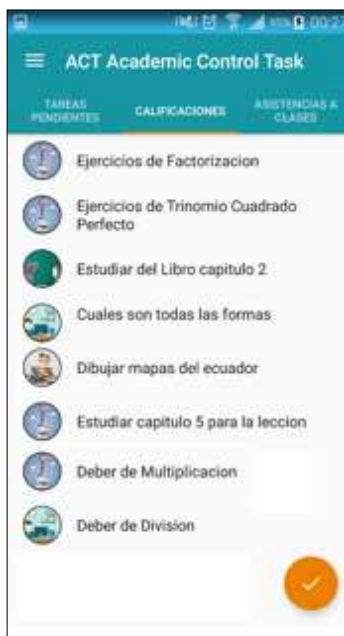 00:27
ACT Academic Control Task
TAREAS
PENDIENTES
CALIFICACIONES
ASISTENCIAS A
CLASES
Ejercicios de Factorizacion
Ejercicios de Trinomio Cuadrado
Perfecto
Estudiar del Libro capitulo 2
Cuales son todas las formas
Dibujar mapas del ecuador
Estudiar capitulo 5 para la leccion
Deber de Multiplicacion
Deber de Division